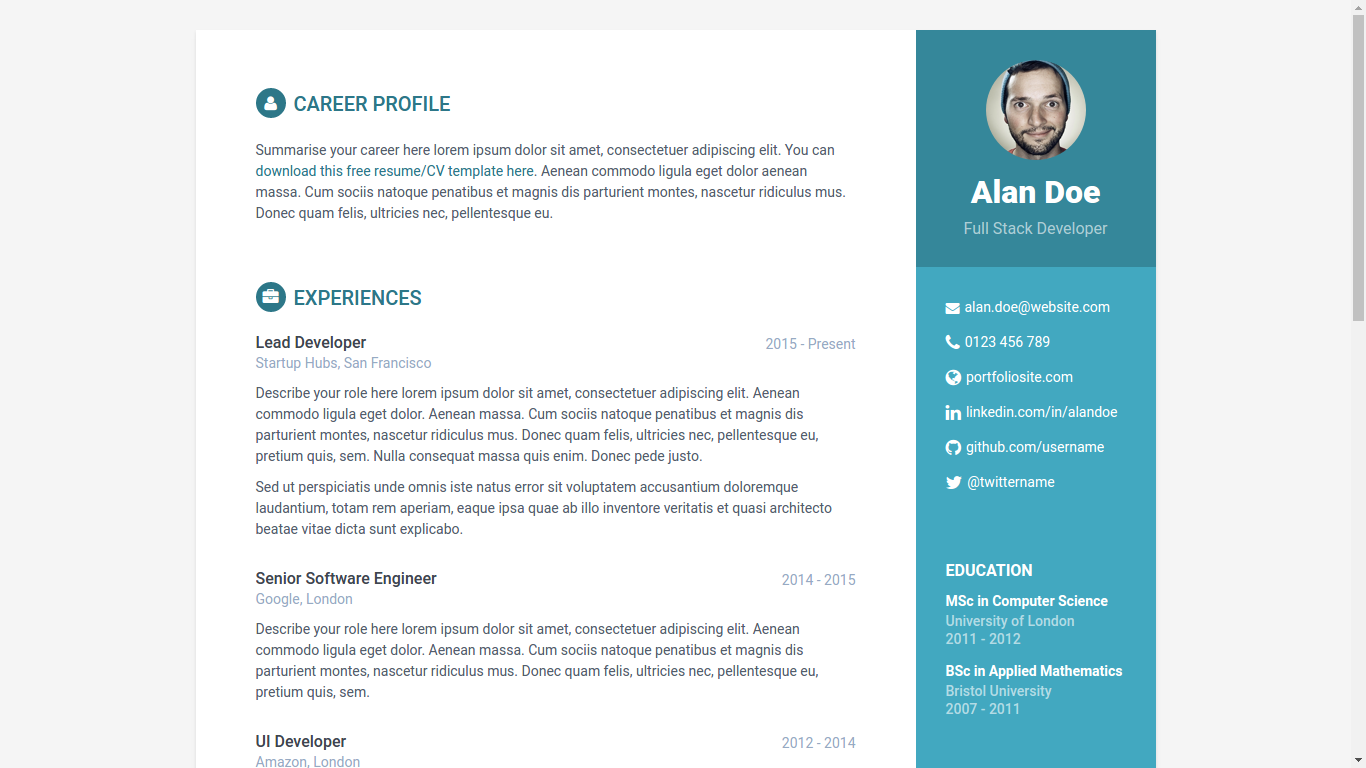 CAREER PROFILE
Summarise your career here lorem ipsum dolor sit amet, consectetuer adipiscing elit. You can
download this free resume/CV template here. Aenean commodo ligula eget dolor aenean
massa. Cum sociis natoque penatibus et magnis dis parturient montes, nascetur ridiculus mus.
Donec quam felis, ultricies nec, pellentesque eu.
EXPERIENCES
Lead Developer
2015 - Present
Startup Hubs, San Francisco
Describe your role here lorem ipsum dolor sit amet, consectetuer adipiscing elit. Aenean
commodo ligula eget dolor. Aenean massa. Cum sociis natoque penatibus et magnis dis
parturient montes, nascetur ridiculus mus. Donec quam felis, ultricies nec, pellentesque eu,
pretium quis, sem. Nulla consequat massa quis enim. Donec pede justo.
Sed ut perspiciatis unde omnis iste natus error sit voluptatem accusantium doloremque
laudantium, totam rem aperiam, eaque ipsa quae ab illo inventore veritatis et quasi architecto
beatae vitae dicta sunt explicabo.
Senior Software Engineer
2014 - 2015
Google, London
Describe your role here lorem ipsum dolor sit amet, consectetuer adipiscing elit. Aenean
commodo ligula eget dolor. Aenean massa. Cum sociis natoque penatibus et magnis dis
parturient montes, nascetur ridiculus mus. Donec quam felis, ultricies nec, pellentesque eu,
pretium quis, sem.
UI Developer
2012 - 2014
Amazon, London
Alan Doe
Full Stack Developer
alan.doe@website.com
0123 456 789
portfoliosite.com
linkedin.com/in/alandoe
github.com/username
@twittername
EDUCATION
MSc in Computer Science
University of London
2011 - 2012
BSc in Applied Mathematics
Bristol University
2007 - 2011